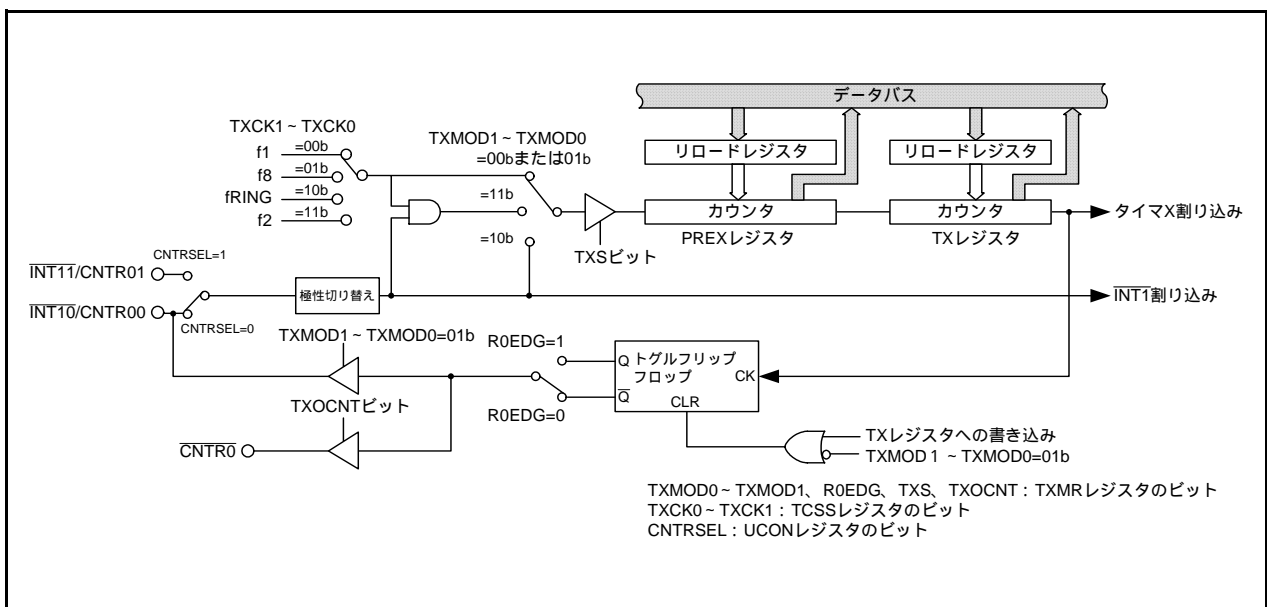 データバス
TXCK1 ~ TXCK0
f1 =00b
f8 =01b
fRING =10b
f2 =11b
TXMOD1 ~ TXMOD0
=00bまたは01b
=11b
=10b
TXSビット
リロードレジスタ
リロードレジスタ
カウンタ
PREXレジスタ
カウンタ
TXレジスタ
タイマX割り込み
CNTRSEL=1
INT11/CNTR01
INT10/CNTR00
CNTRSEL=0
極性切り替え
INT1割り込み
TXMOD1 ~ TXMOD0=01b
R0EDG=1
R0EDG=0
Q トグルフリップ
フロップ
CK
Q
CLR
TXOCNTビット
CNTR0
TXレジスタへの書き込み
TXMOD1 ~ TXMOD0=01b
TXMOD0~TXMOD1、R0EDG、TXS、TXOCNT:TXMRレジスタのビット
TXCK0~TXCK1:TCSSレジスタのビット
CNTRSEL:UCONレジスタのビット